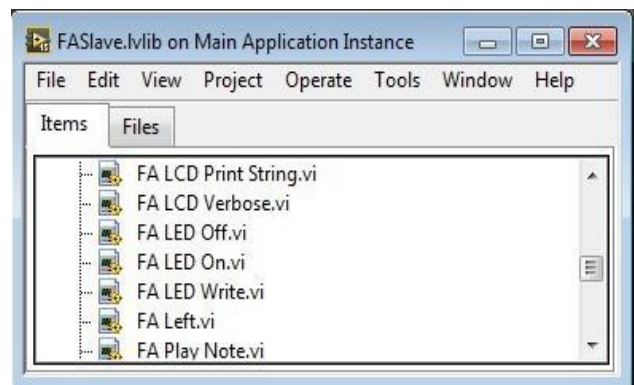 FASlave.lvlib on Main Application Instance
File Edit View Project Operate Tools Window Help
Items Files
FA LCD Print String.vi
FA LCD Verbose.vi
FA LED Off.vi
FA LED On.vi
FA LED Write.vi
FA Left.vi
FA Play Note.vi